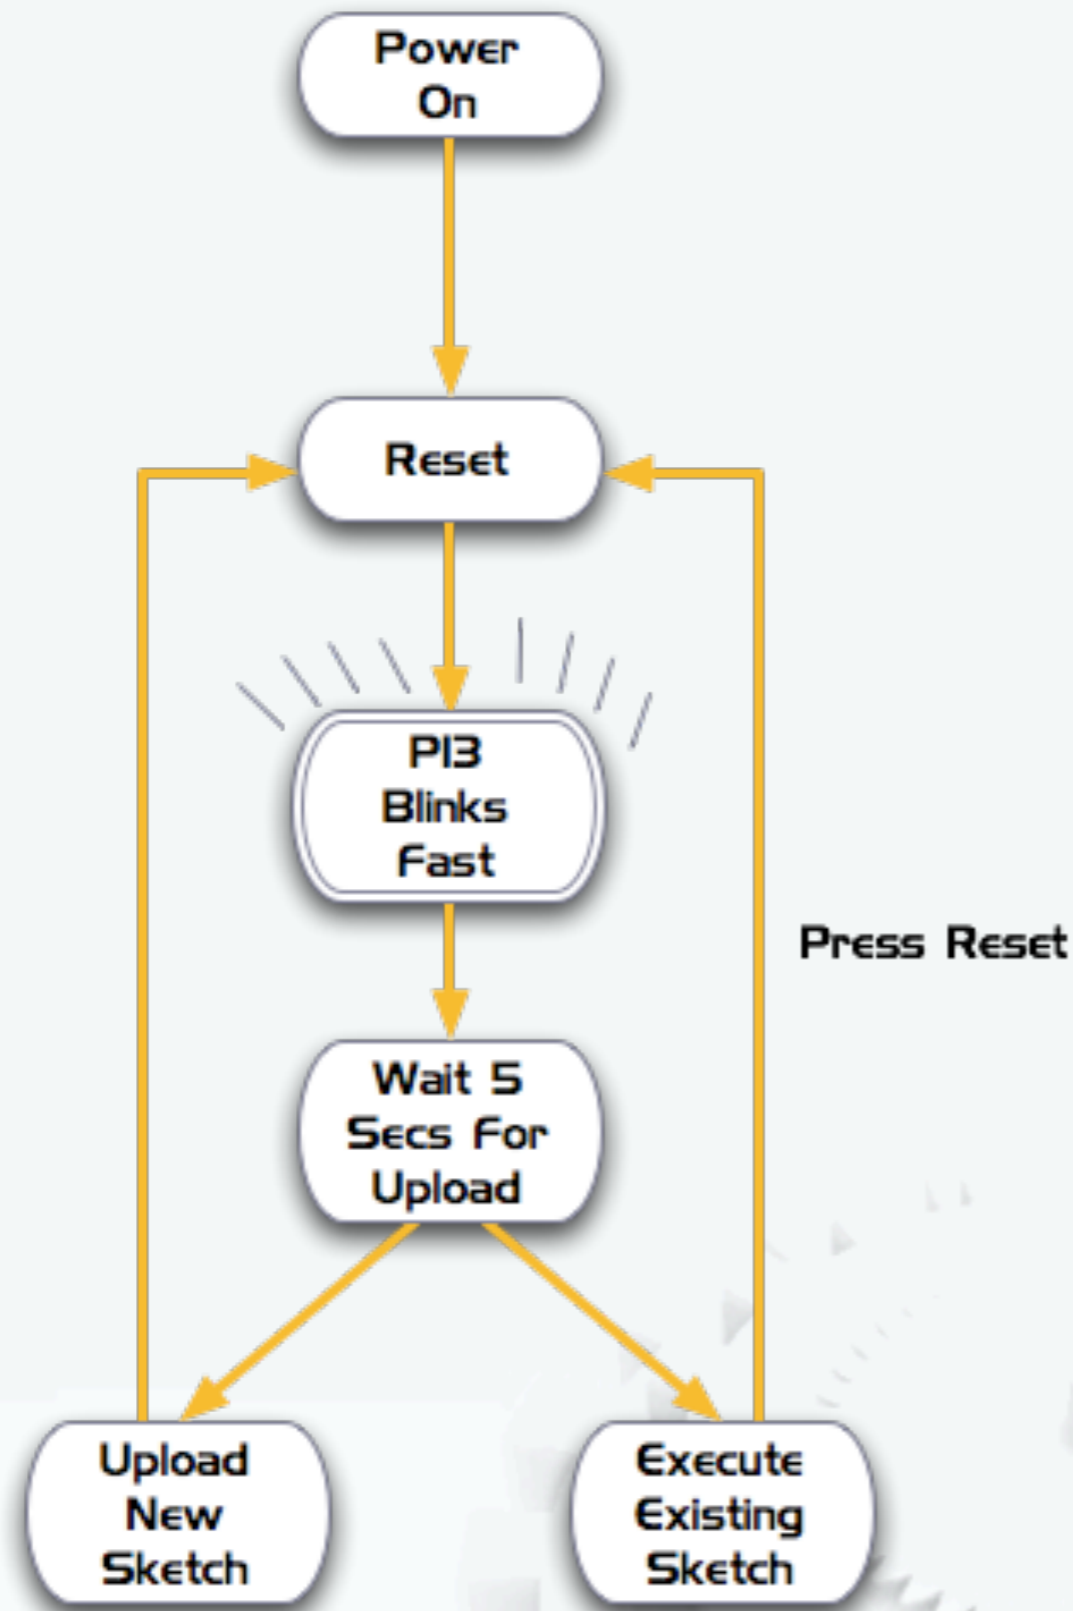 Power
On
Reset
P13
Blinks
Fast
Press Reset
Wait 5
Secs For
Upload
Upload
New
Sketch
Execute
Existing
Sketch